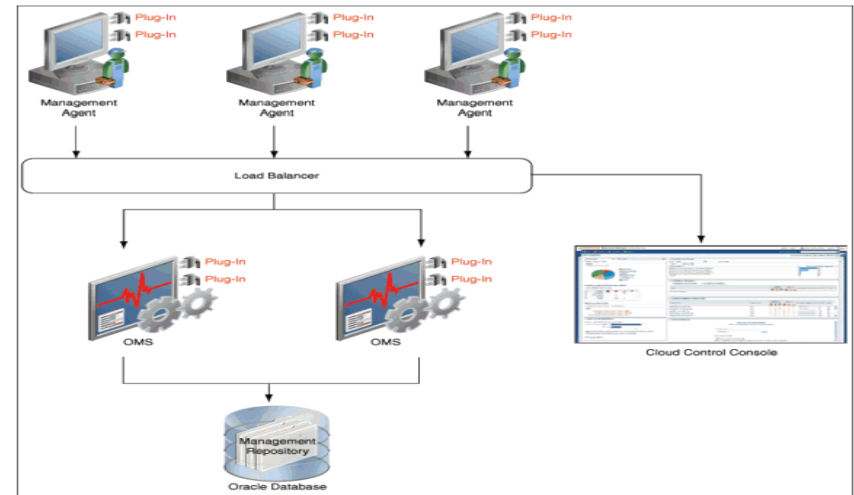 Plug-In
Plug-In
Plug-In
Plug-In
Plug-In
Plug-In
Management
Agent
Management
Agent
Management
Agent
Load Balancer
Plug-In
Plug-In
Plug-In
Plug-In
OMS
OMS
Cloud Control Console
Management
Repository
Oracle Database